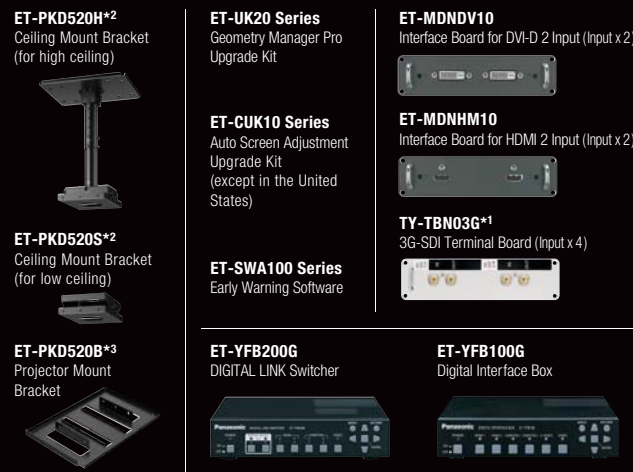 ET-PKD520H*2
Ceiling Mount Bracket
(for high ceiling)
ET-PKD520S*2
Ceiling Mount Bracket
(for low ceiling)
ET-PKD520B*3
Projector Mount
Bracket
ET-UK20 Series
Geometry Manager Pro
Upgrade Kit
ET-CUK10 Series
Auto Screen Adjustment
Upgrade Kit
(except in the United
States)
ET-SWA100 Series
Early Warning Software
ET-MDNDV10
Interface Board for DVI-D 2 Input (Input x 2)
ET-MDNHM10
Interface Board for HDMI 2 Input (Input x 2)
TY-TBN03G*1
3G-SDI Terminal Board (Input x 4)
ET-YFB200G
DIGITAL LINK Switcher
Panasonic
ET-YFB100G
Digital Interface Box
Panasonic